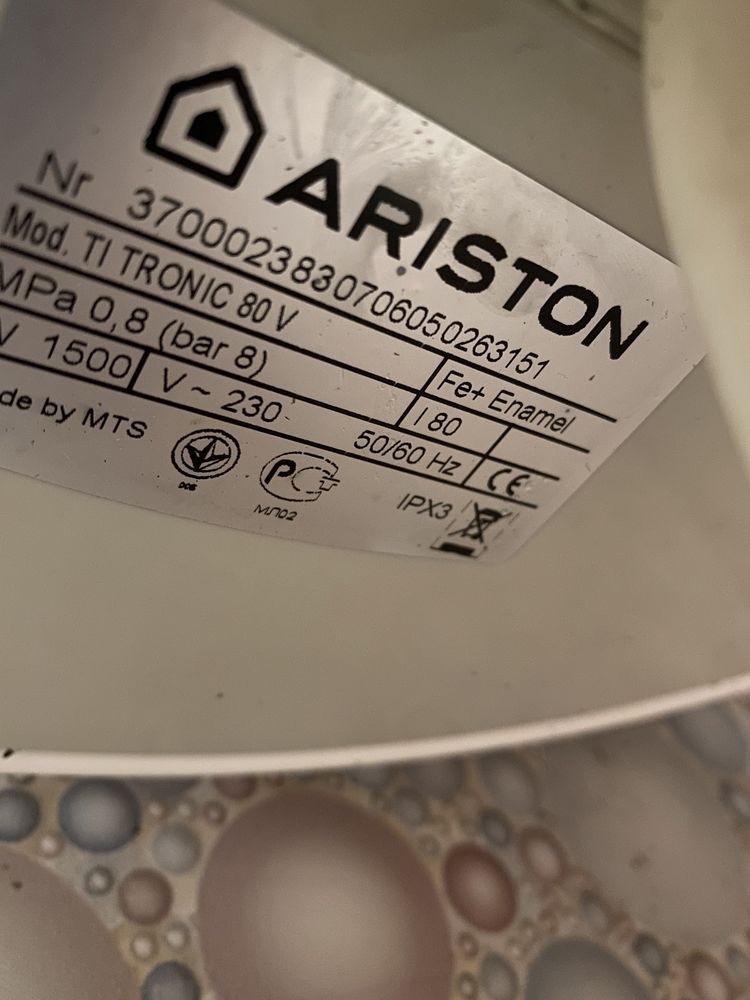 ARISTON
Nr 3700023830706050263151
Mod. TI TRONIC 80 V Fe+ Enamel
MPa 0,8 (bar 8) l 80
1500 V ~ 230 50/60 Hz CE
de by MTS IPX3
МЛ02